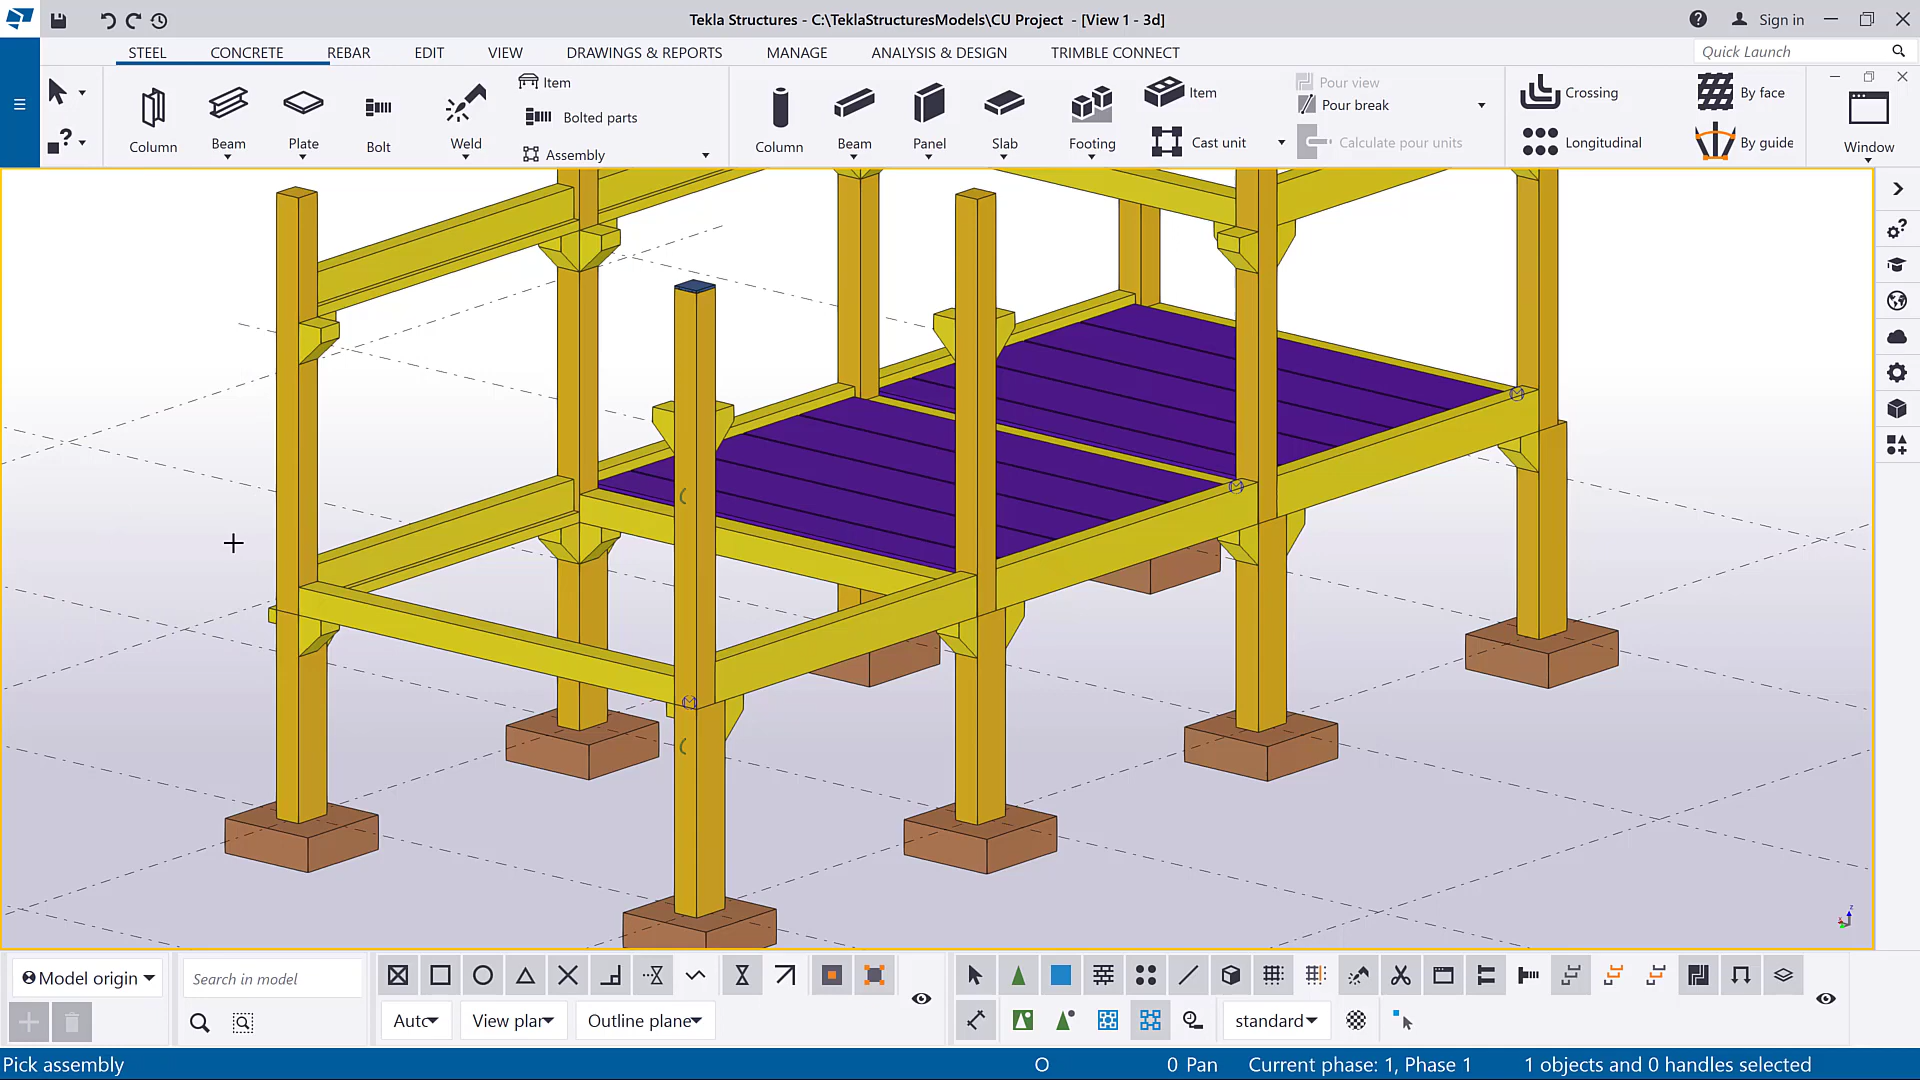 Tekla Structures - C:\TeklaStructuresModels\CU Project - [View 1 - 3d]
Sign in
STEEL CONCRETE REBAR EDIT VIEW DRAWINGS & REPORTS MANAGE ANALYSIS & DESIGN TRIMBLE CONNECT
Quick Launch
Item
Pour view
Item
Crossing
By face
Pour break
Bolted parts
Column
Beam
Plate
Bolt
Weld
Assembly
Column
Beam
Panel
Slab
Footing
Cast unit
Calculate pour units
Longitudinal
By guide
Window
Model origin
Search in model
Auto
View plan
Outline plane
standard
Pick assembly
O
0 Pan
Current phase: 1, Phase 1
1 objects and 0 handles selected